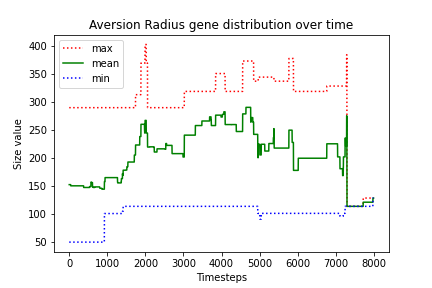 Aversion Radius gene distribution over time
max
mean
min
Size value
400
350
300
250
200
150
100
50
0 1000 2000 3000 4000 5000 6000 7000 8000
Timesteps